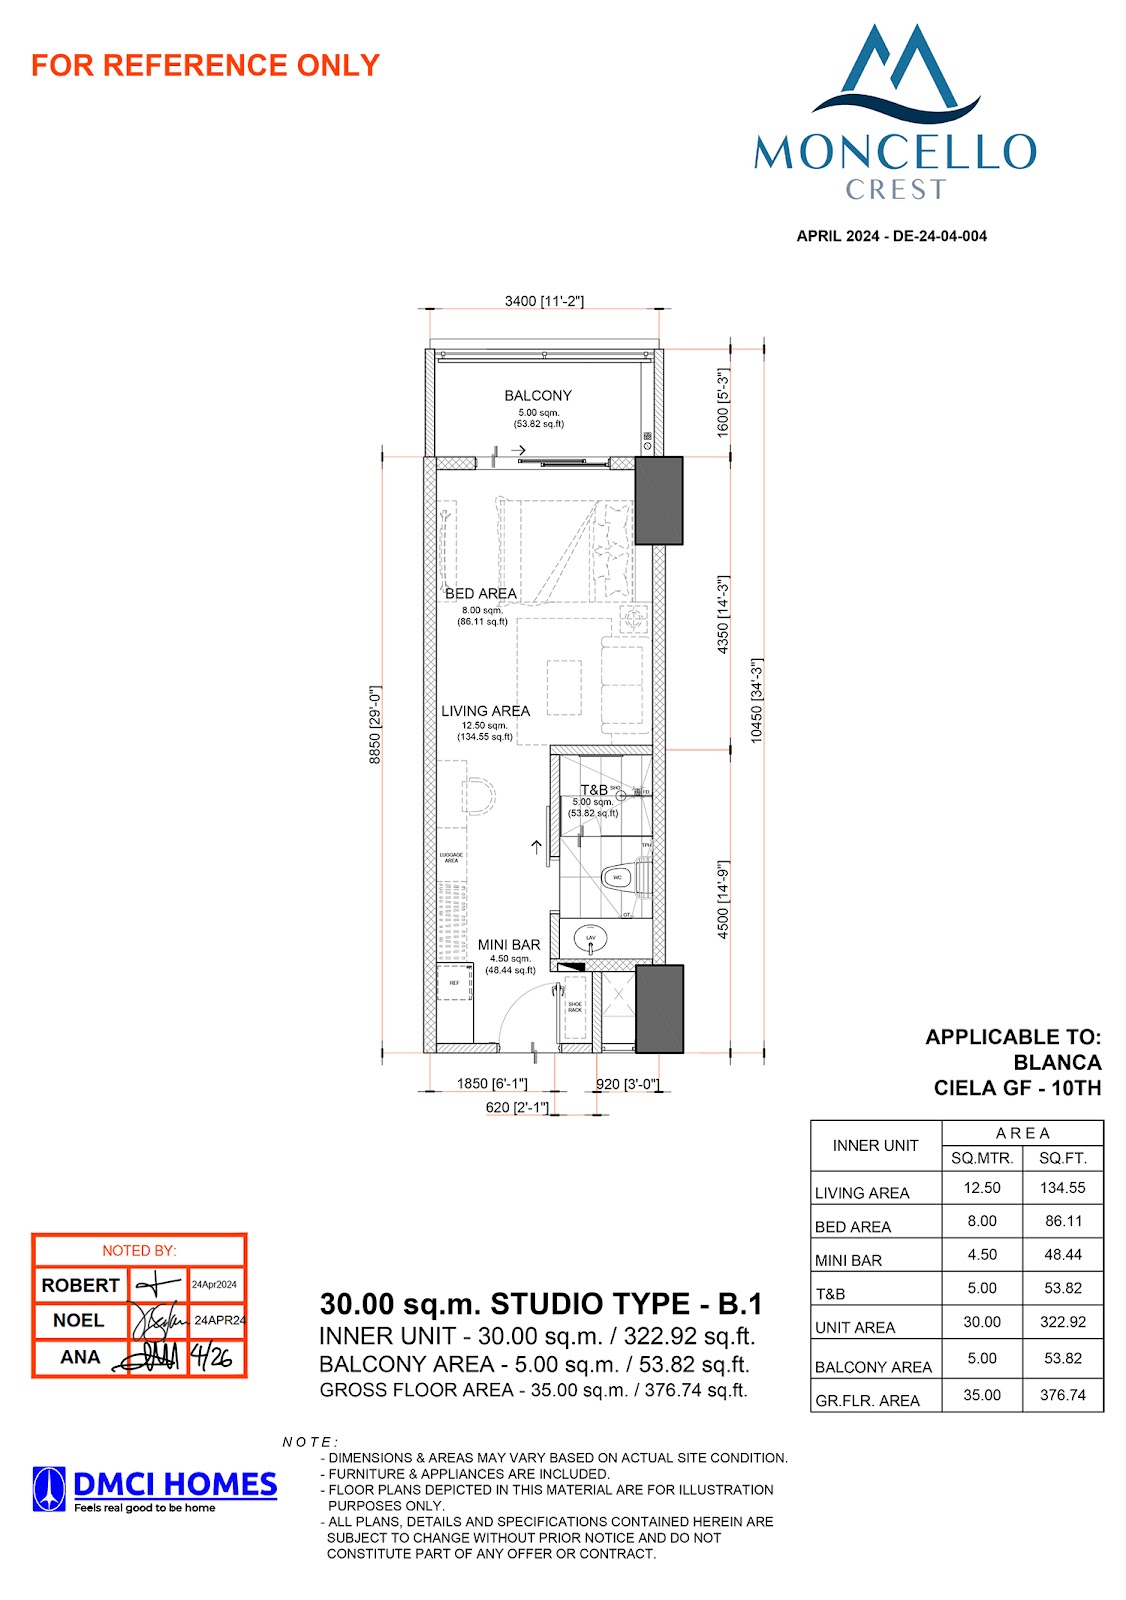 FOR REFERENCE ONLY
MONCELLO
CREST
APRIL 2024 - DE-24-04-004
3400 [11'-2"]
BALCONY
5.00 sqm.
(53.82 sq.ft)
1600 [5'-3"]
BED AREA
8.00 sqm.
(86.11 sq.ft)
4350 [14'-3"]
10450 [34'-3"]
8850 [29'-0"]
LIVING AREA
12.50 sqm.
(134.55 sq.ft)
T&B
5.00 sqm.
(53.82 sq.ft)
SHO
FD
TPH
LUGGAGE
AREA
WC
4500 [14'-9"]
GT
LAV
MINI BAR
4.50 sqm.
(48.44 sq.ft)
REF
SHOE
RACK
1850 [6'-1"]
920 [3'-0"]
620 [2'-1"]
APPLICABLE TO:
BLANCA
CIELA GF - 10TH
INNER UNIT
AREA
SQ.MTR. SQ.FT.
LIVING AREA 12.50 134.55
BED AREA 8.00 86.11
MINI BAR 4.50 48.44
T&B 5.00 53.82
UNIT AREA 30.00 322.92
BALCONY AREA 5.00 53.82
GR.FLR. AREA 35.00 376.74
NOTED BY:
ROBERT 24Apr2024
NOEL 24APR24
ANA 4/26
30.00 sq.m. STUDIO TYPE - B.1
INNER UNIT - 30.00 sq.m. / 322.92 sq.ft.
BALCONY AREA - 5.00 sq.m. / 53.82 sq.ft.
GROSS FLOOR AREA - 35.00 sq.m. / 376.74 sq.ft.
NOTE:
- DIMENSIONS & AREAS MAY VARY BASED ON ACTUAL SITE CONDITION.
- FURNITURE & APPLIANCES ARE INCLUDED.
- FLOOR PLANS DEPICTED IN THIS MATERIAL ARE FOR ILLUSTRATION
PURPOSES ONLY.
- ALL PLANS, DETAILS AND SPECIFICATIONS CONTAINED HEREIN ARE
SUBJECT TO CHANGE WITHOUT PRIOR NOTICE AND DO NOT
CONSTITUTE PART OF ANY OFFER OR CONTRACT.
DMCI HOMES
Feels real good to be home